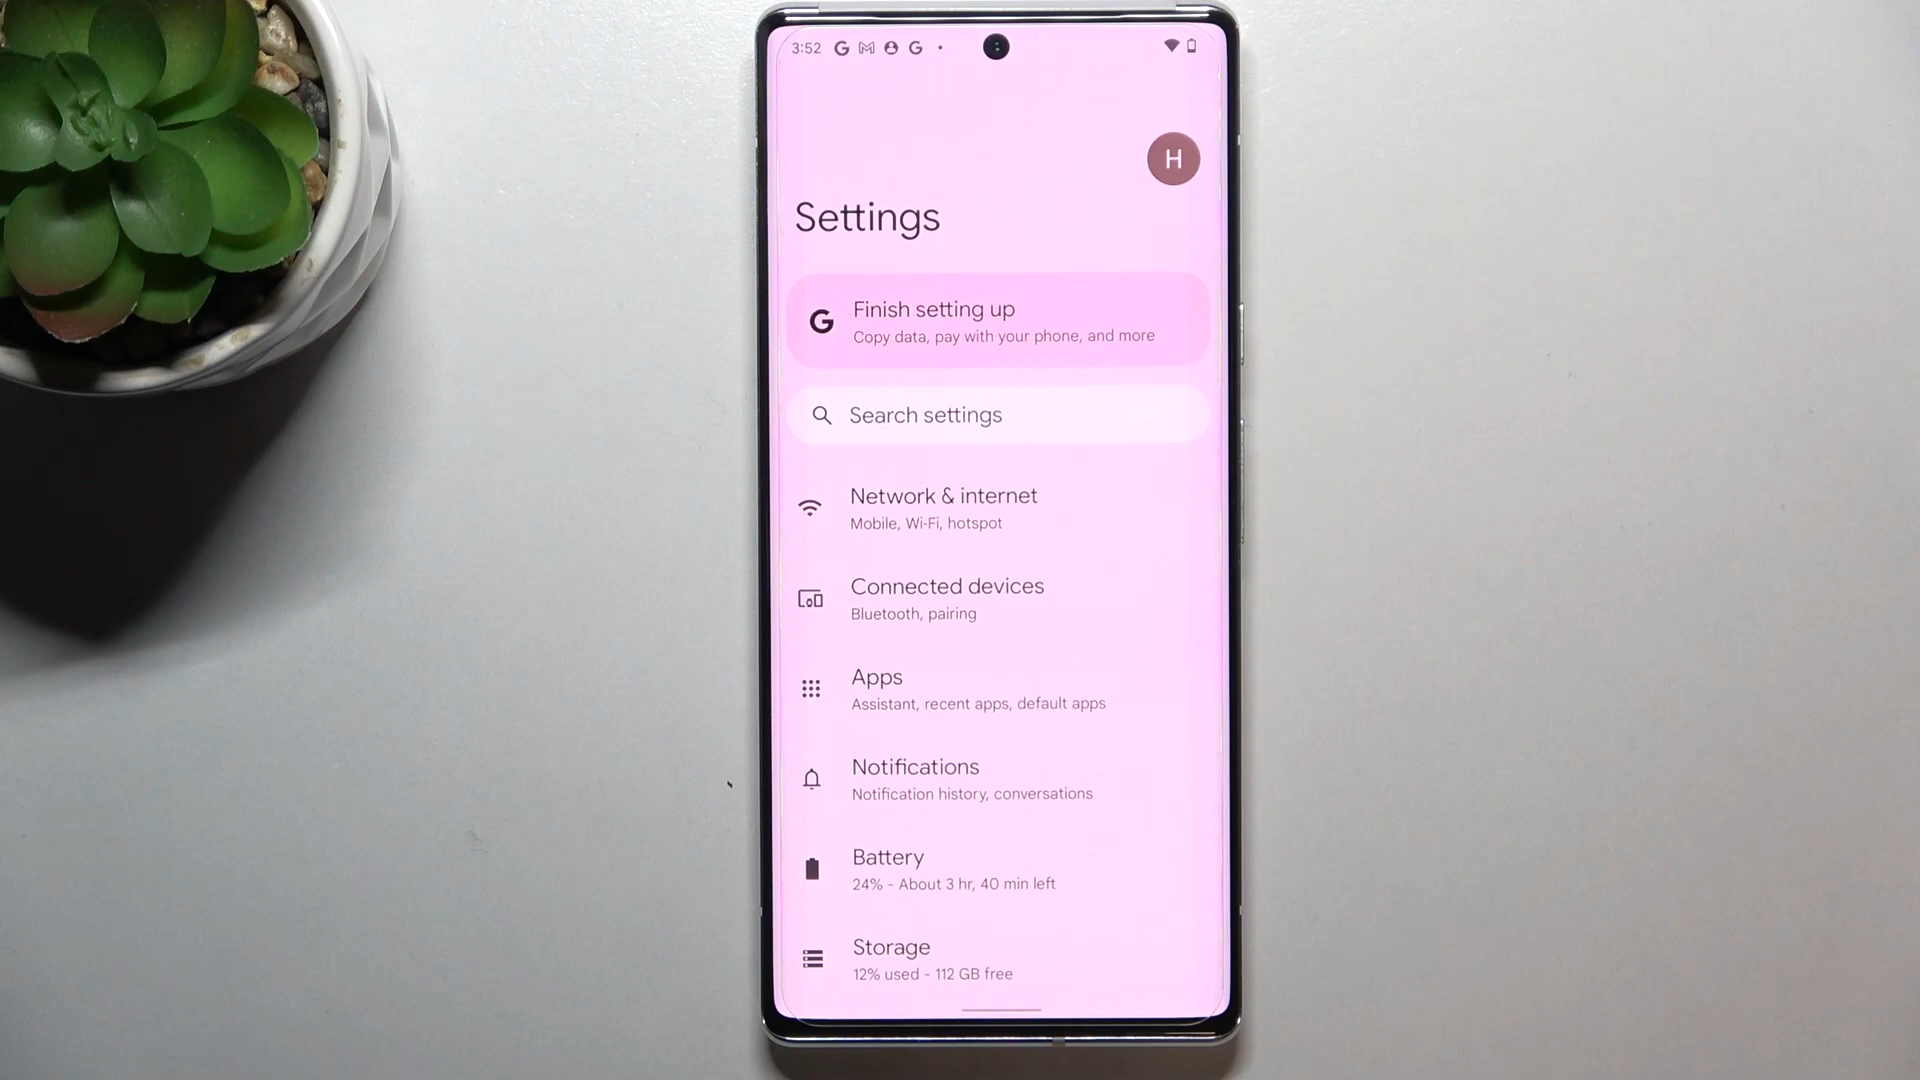 3:52
H
Settings
Finish setting up
Copy data, pay with your phone, and more
Search settings
Network & internet
Mobile, Wi-Fi, hotspot
Connected devices
Bluetooth, pairing
Apps
Assistant, recent apps, default apps
Notifications
Notification history, conversations
Battery
24% - About 3 hr, 40 min left
Storage
12% used - 112 GB free